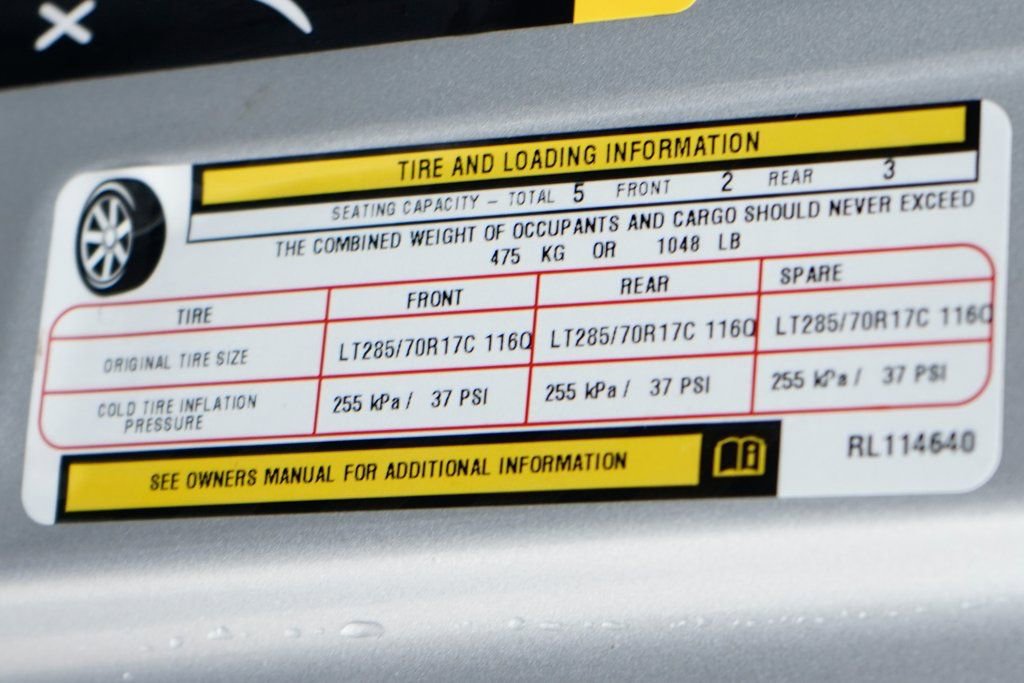 TIRE AND LOADING INFORMATION
SEATING CAPACITY – TOTAL 5 FRONT 2 REAR 3
THE COMBINED WEIGHT OF OCCUPANTS AND CARGO SHOULD NEVER EXCEED
475 KG OR 1048 LB
TIRE FRONT REAR SPARE
ORIGINAL TIRE SIZE LT285/70R17C 116Q LT285/70R17C 116Q LT285/70R17C 116Q
COLD TIRE INFLATION
PRESSURE 255 kPa / 37 PSI 255 kPa / 37 PSI 255 kPa / 37 PSI
SEE OWNERS MANUAL FOR ADDITIONAL INFORMATION
RL114640